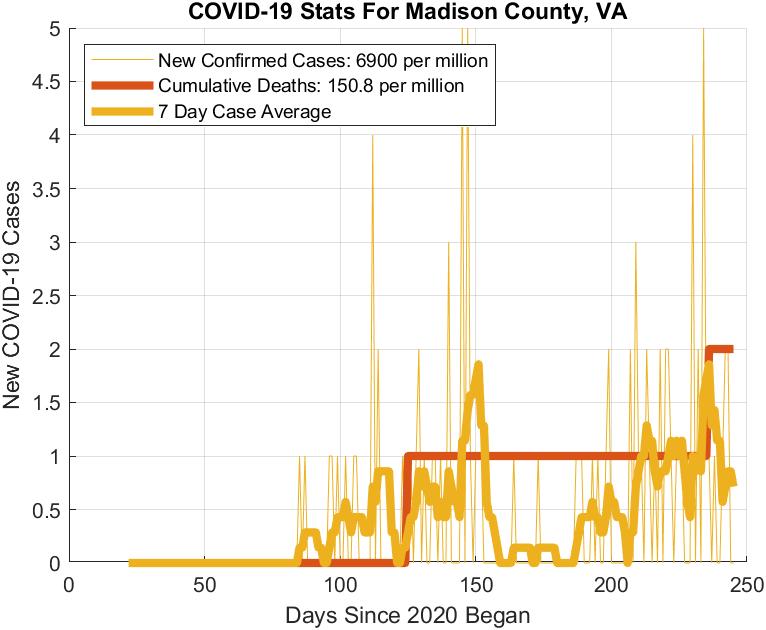 COVID-19 Stats For Madison County, VA
New Confirmed Cases: 6900 per million
Cumulative Deaths: 150.8 per million
7 Day Case Average
New COVID-19 Cases
5
4.5
4
3.5
3
2.5
2
1.5
1
0.5
0
0 50 100 150 200 250
Days Since 2020 Began